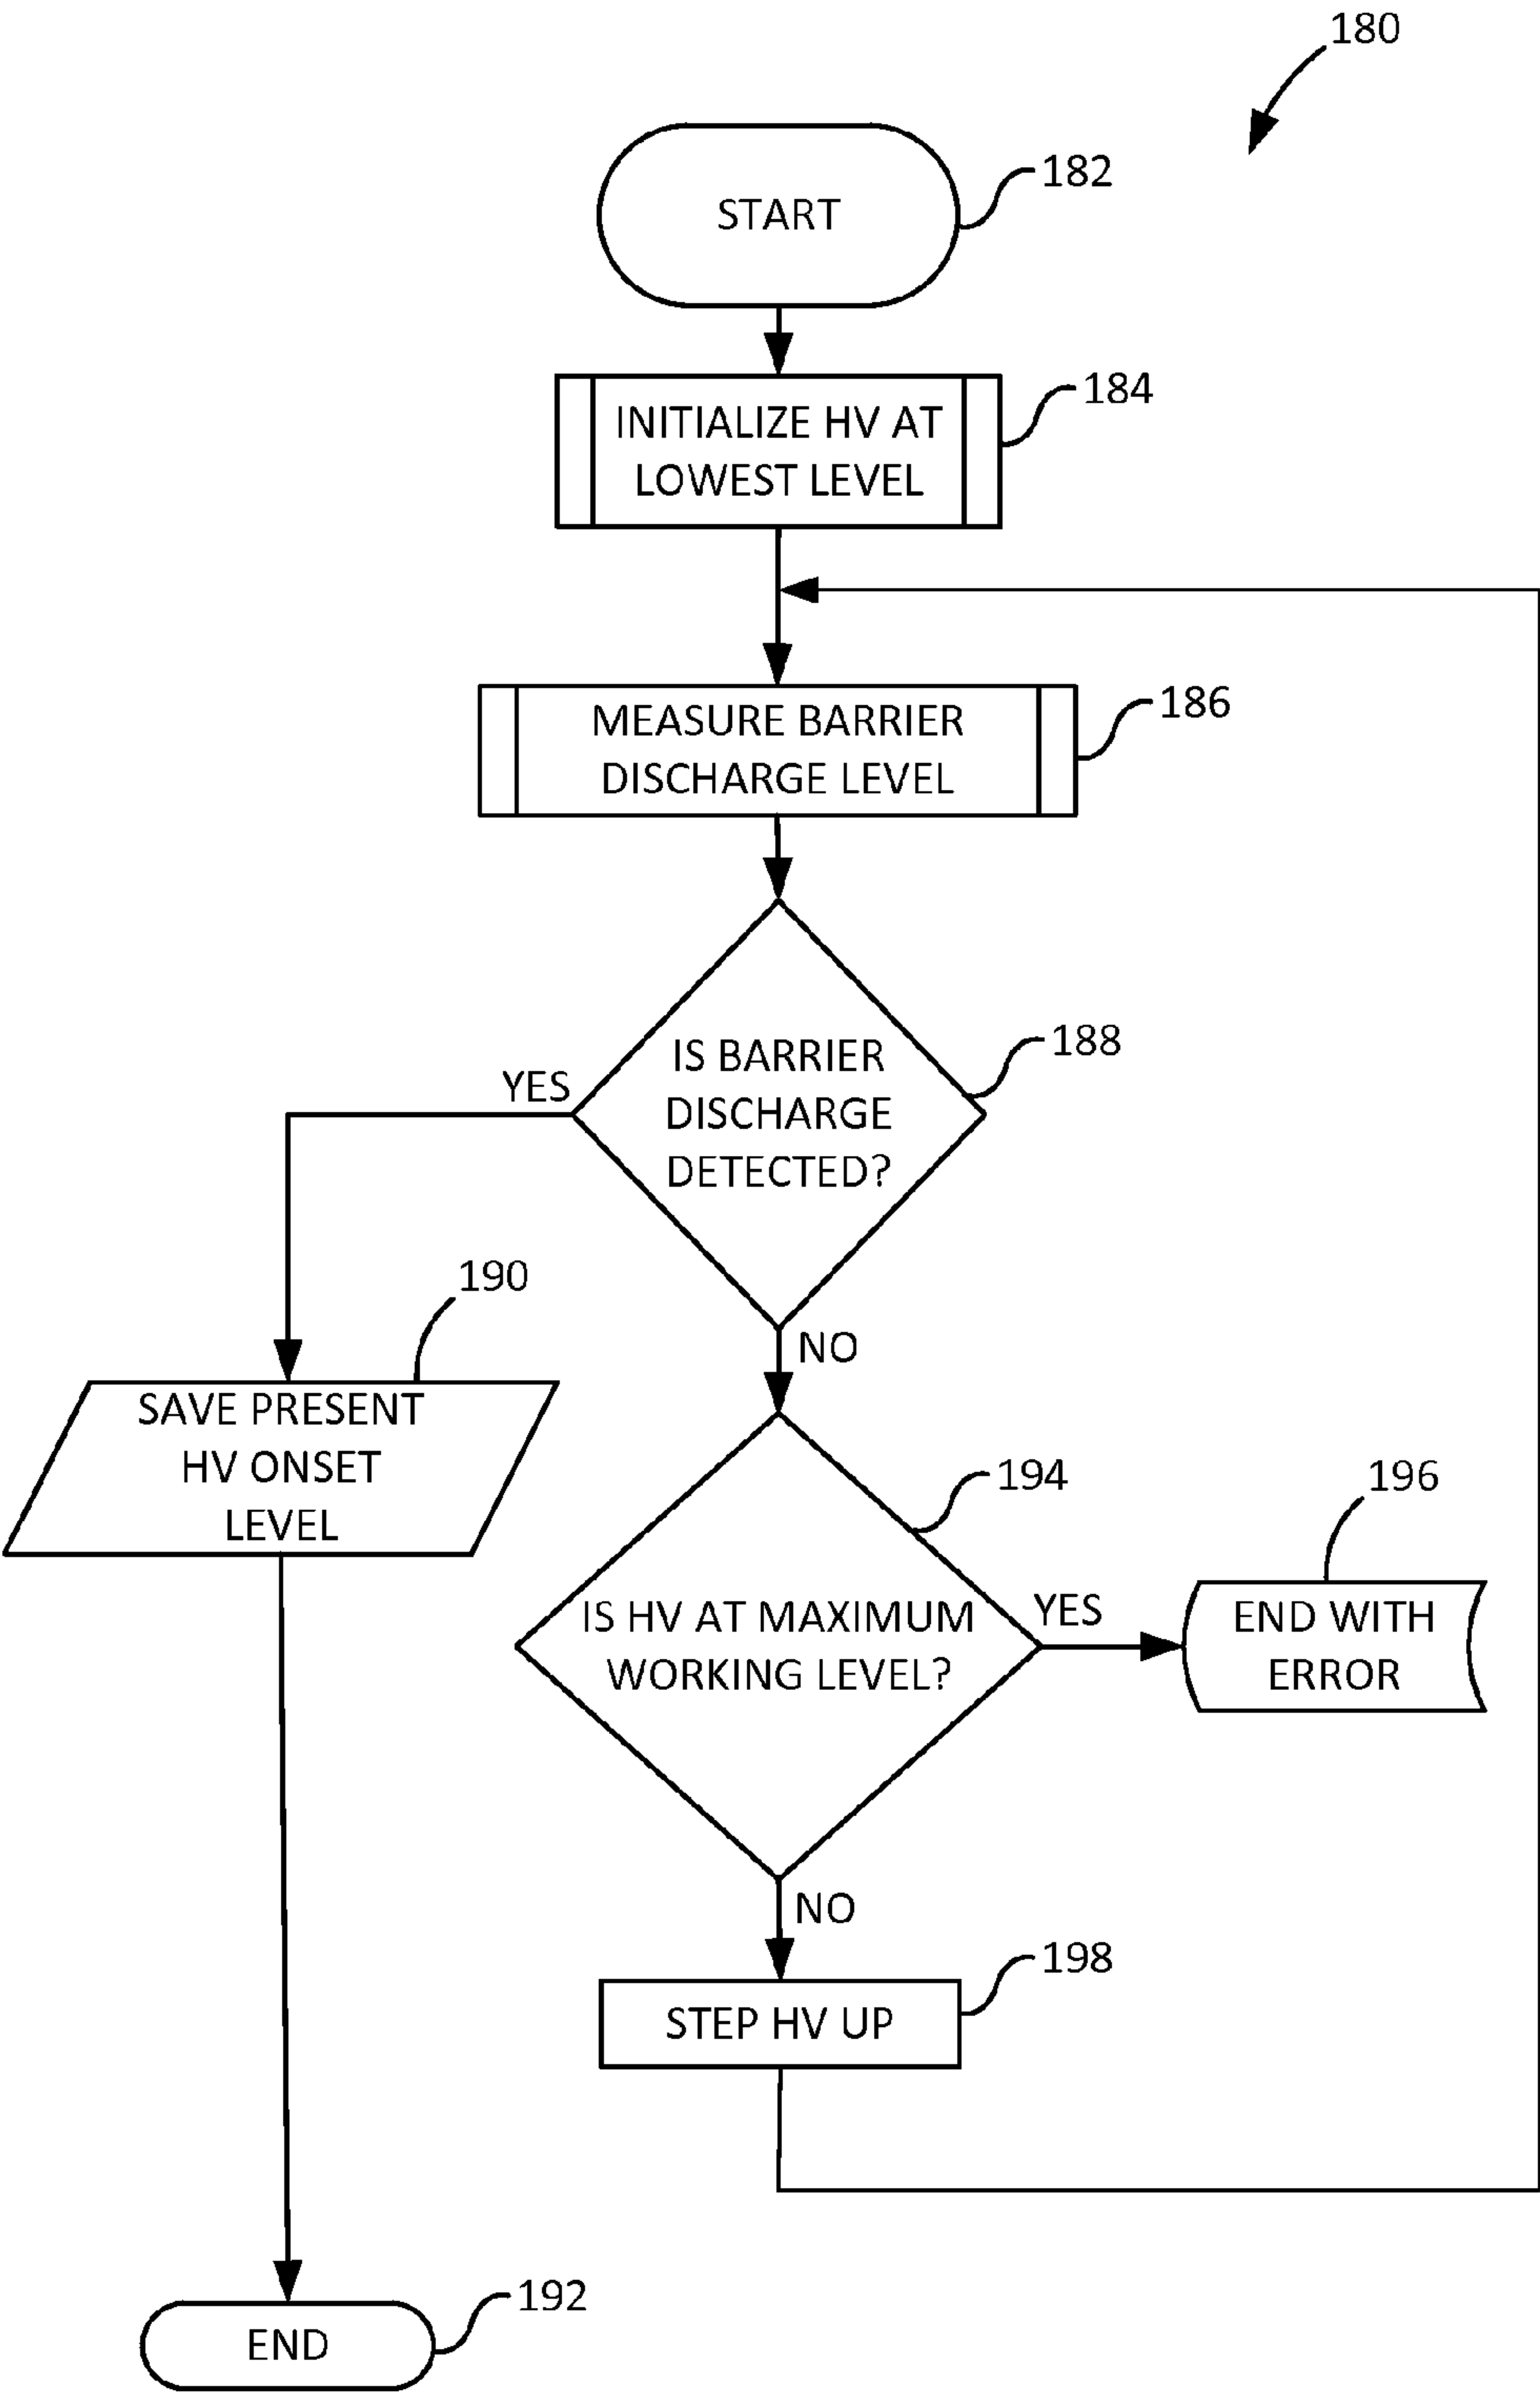 180
182
START
184
INITIALIZE HV AT
LOWEST LEVEL
186
MEASURE BARRIER
DISCHARGE LEVEL
188
IS BARRIER
DISCHARGE
DETECTED?
YES
190
NO
SAVE PRESENT
HV ONSET
LEVEL
194
196
IS HV AT MAXIMUM
WORKING LEVEL?
YES
END WITH
ERROR
NO
198
STEP HV UP
192
END